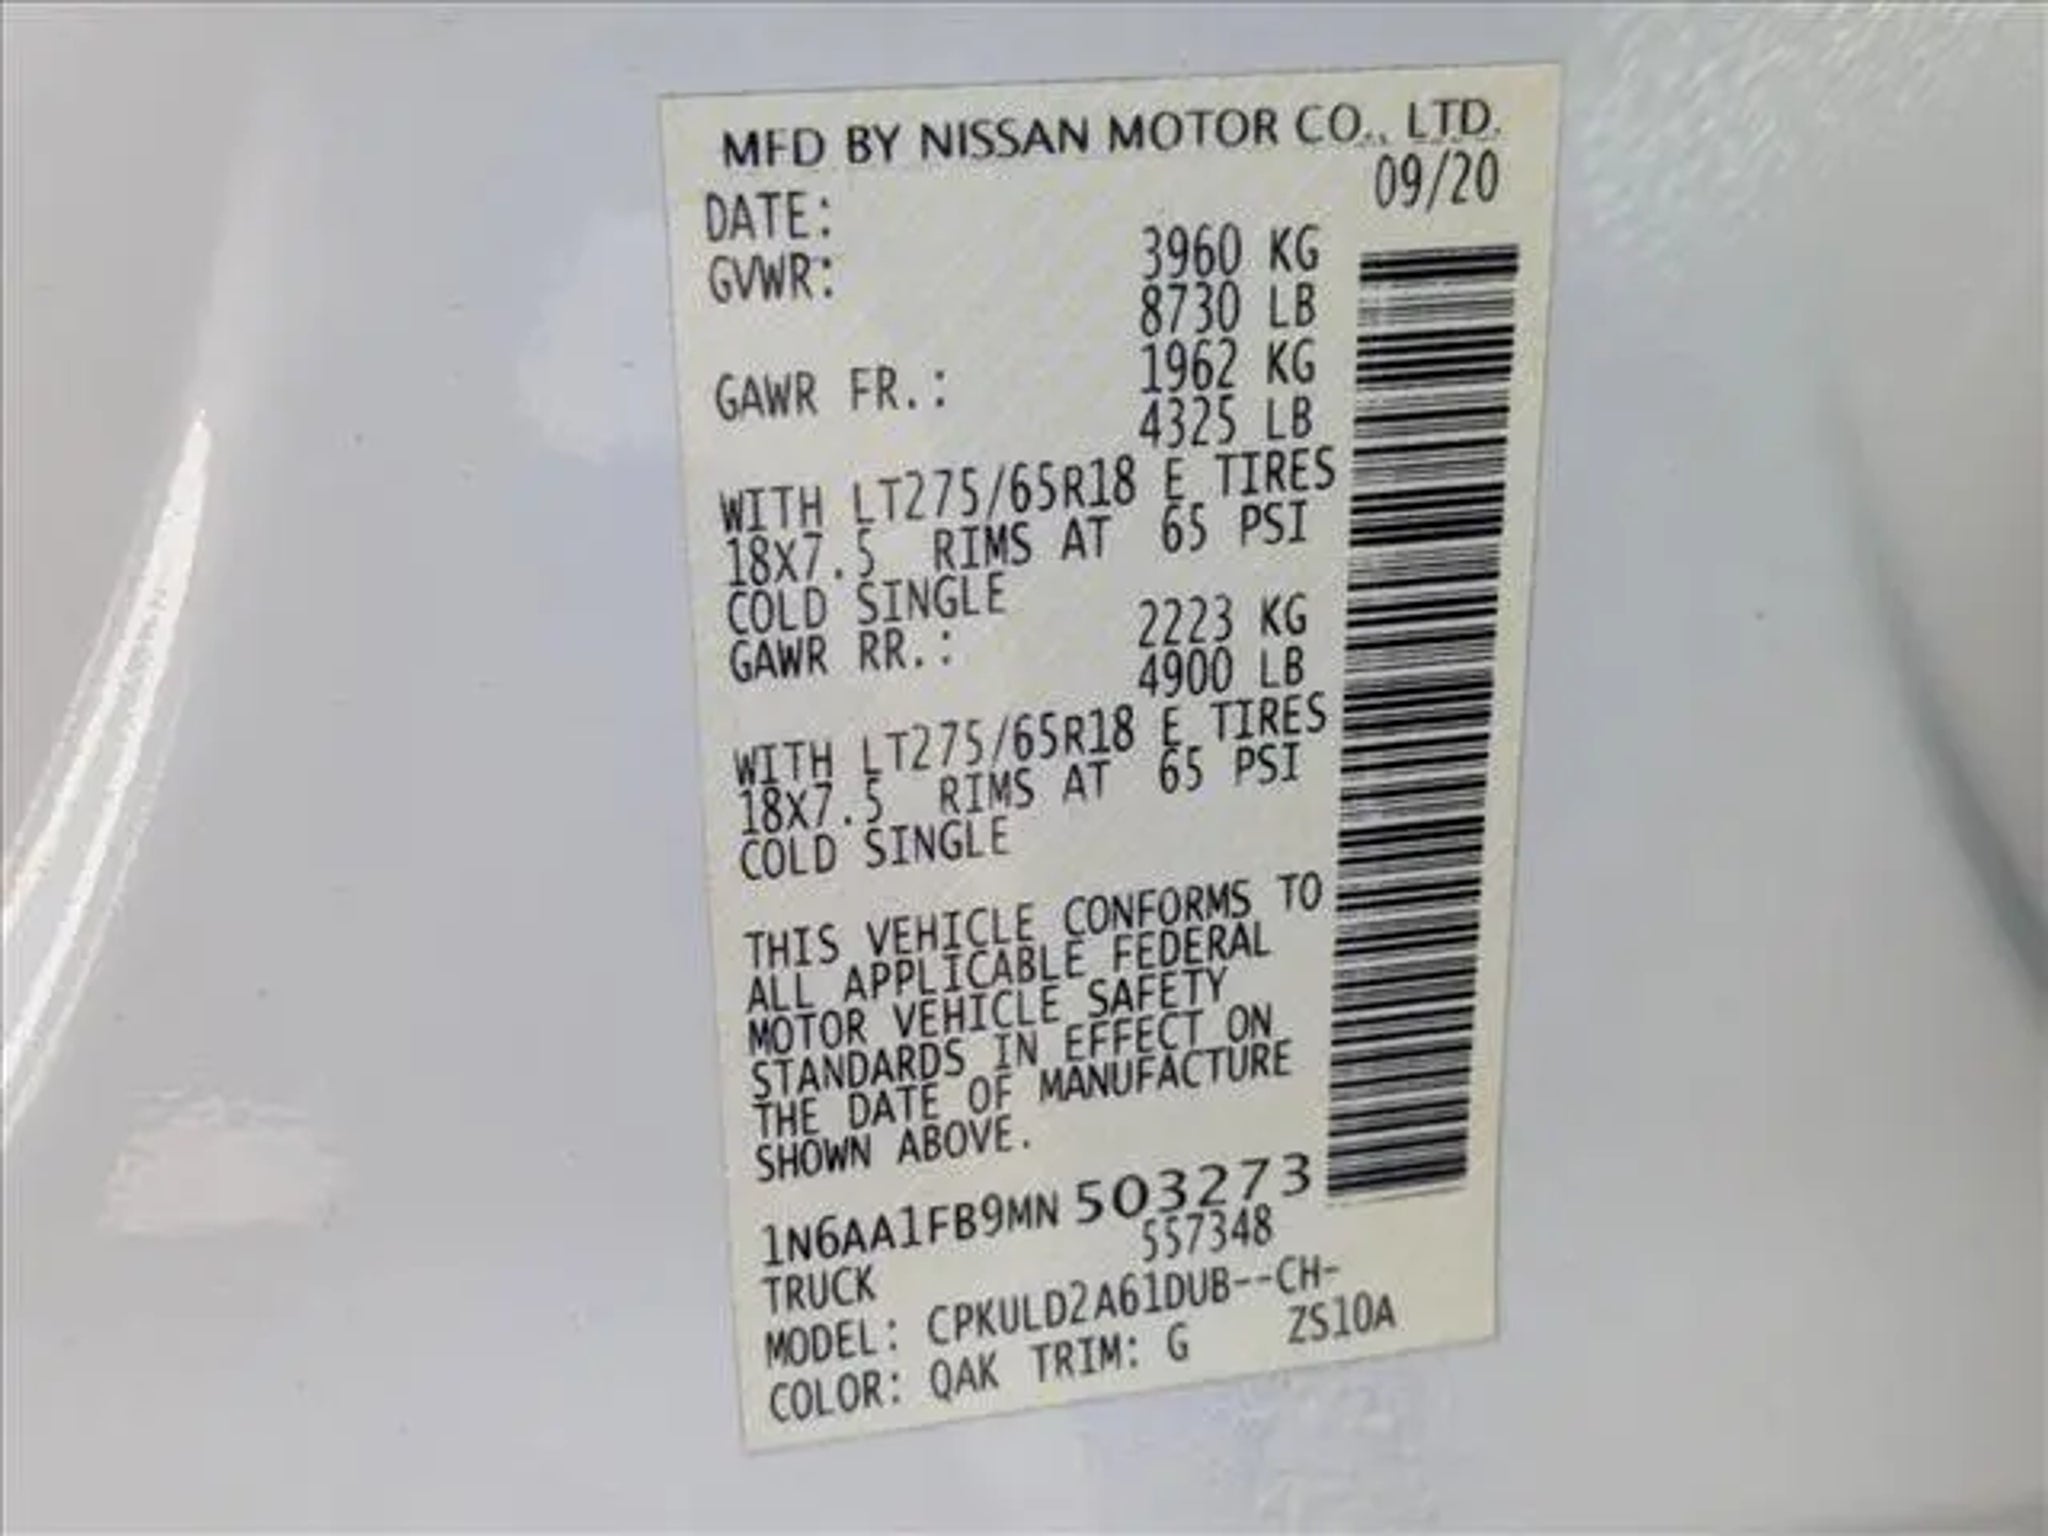 MFD BY NISSAN MOTOR CO., LTD.
DATE: 09/20
GVWR: 3960 KG
8730 LB
GAWR FR.: 1962 KG
4325 LB
WITH LT275/65R18 E TIRES
18X7.5 RIMS AT 65 PSI
COLD SINGLE
GAWR RR.: 2223 KG
4900 LB
WITH LT275/65R18 E TIRES
18X7.5 RIMS AT 65 PSI
COLD SINGLE
THIS VEHICLE CONFORMS TO
ALL APPLICABLE FEDERAL
MOTOR VEHICLE SAFETY
STANDARDS IN EFFECT ON
THE DATE OF MANUFACTURE
SHOWN ABOVE.
1N6AA1FB9MN 503273
TRUCK 557348
MODEL: CPKULD2A61DUB--CH-
COLOR: QAK TRIM: G ZS10A